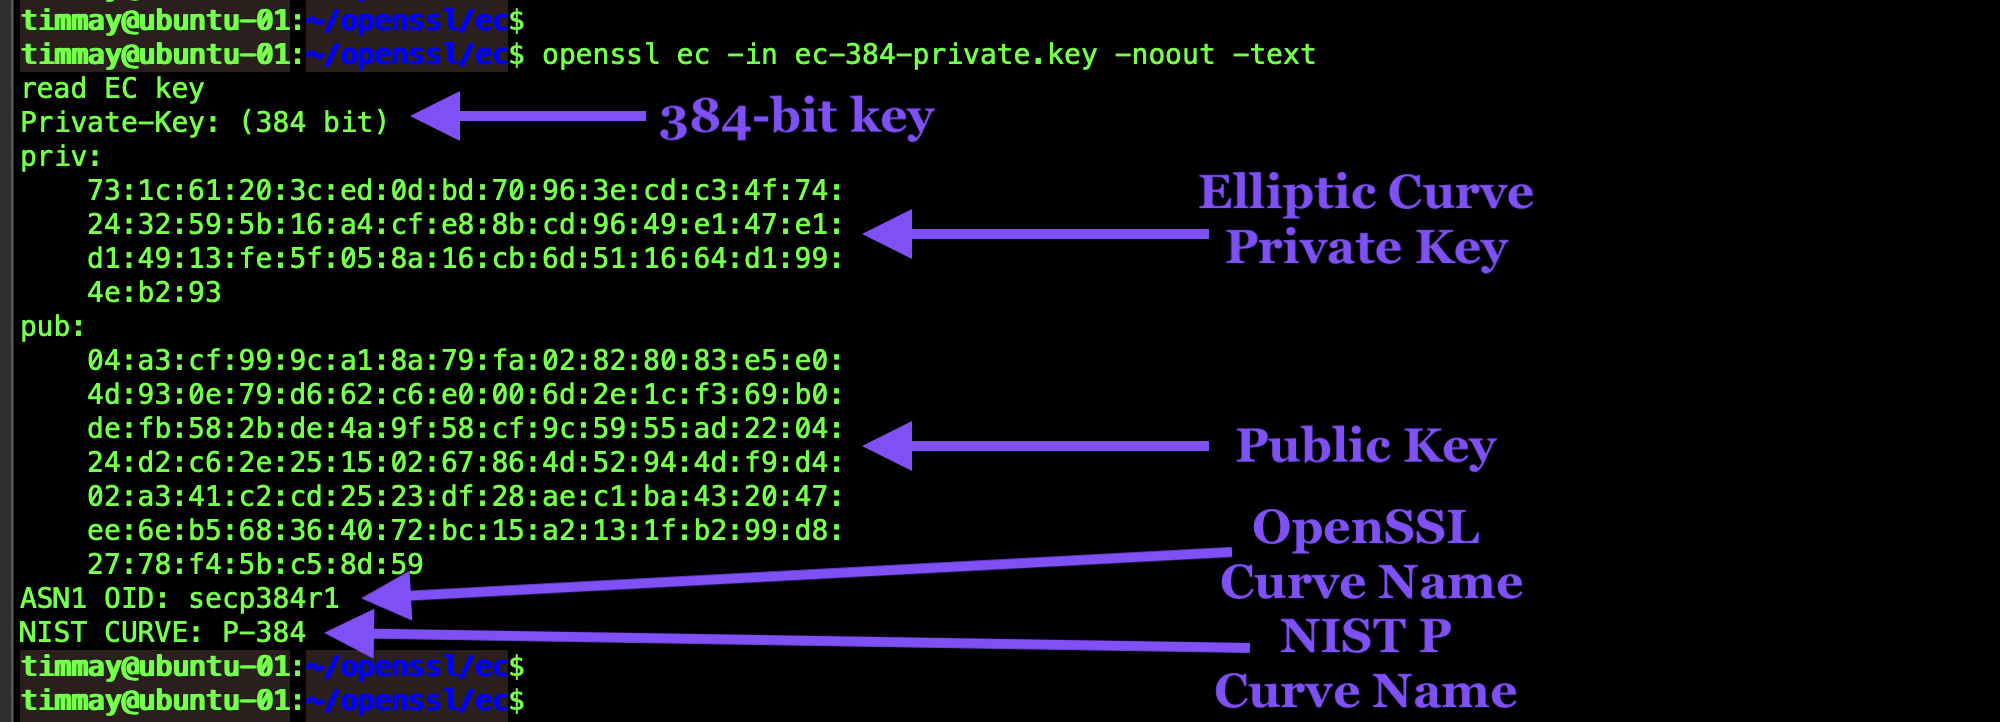 timmay@ubuntu-01:~/openssl/ec$
timmay@ubuntu-01:~/openssl/ec$ openssl ec -in ec-384-private.key -noout -text
read EC key
Private-Key: (384 bit)
384-bit key
priv:
73:1c:61:20:3c:ed:0d:bd:70:96:3e:cd:c3:4f:74:
24:32:59:5b:16:a4:cf:e8:8b:cd:96:49:e1:47:e1:
d1:49:13:fe:5f:05:8a:16:cb:6d:51:16:64:d1:99:
4e:b2:93
Elliptic Curve
Private Key
pub:
04:a3:cf:99:9c:a1:8a:79:fa:02:82:80:83:e5:e0:
4d:93:0e:79:d6:62:c6:e0:00:6d:2e:1c:f3:69:b0:
de:fb:58:2b:de:4a:9f:58:cf:9c:59:55:ad:22:04:
24:d2:c6:2e:25:15:02:67:86:4d:52:94:4d:f9:d4:
02:a3:41:c2:cd:25:23:df:28:ae:c1:ba:43:20:47:
ee:6e:b5:68:36:40:72:bc:15:a2:13:1f:b2:99:d8:
27:78:f4:5b:c5:8d:59
Public Key
ASN1 OID: secp384r1
OpenSSL
Curve Name
NIST CURVE: P-384
NIST P
Curve Name
timmay@ubuntu-01:~/openssl/ec$
timmay@ubuntu-01:~/openssl/ec$